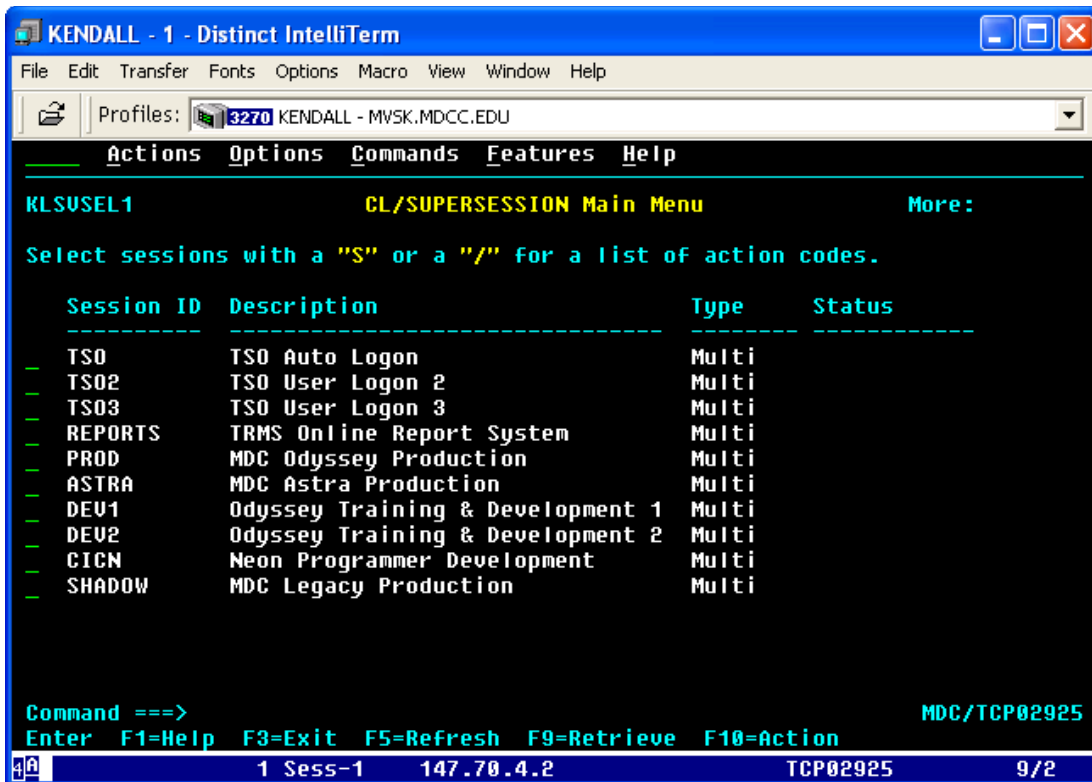 KENDALL - 1 - Distinct IntelliTerm
File Edit Transfer Fonts Options Macro View Window Help
Profiles: 3270 KENDALL - MVSK.MDCC.EDU
Actions Options Commands Features Help
KLSVSEL1 CL/SUPERSESSION Main Menu More:
Select sessions with a "S" or a "/" for a list of action codes.
Session ID Description Type Status
---------- -------------------------------- -------- ------------
_ TSO TSO Auto Logon Multi
_ TSO2 TSO User Logon 2 Multi
_ TSO3 TSO User Logon 3 Multi
_ REPORTS TRMS Online Report System Multi
_ PROD MDC Odyssey Production Multi
_ ASTRA MDC Astra Production Multi
_ DEV1 Odyssey Training & Development 1 Multi
_ DEV2 Odyssey Training & Development 2 Multi
_ CICN Neon Programmer Development Multi
_ SHADOW MDC Legacy Production Multi
Command ===> MDC/TCP02925
Enter F1=Help F3=Exit F5=Refresh F9=Retrieve F10=Action
4A 1 Sess-1 147.70.4.2 TCP02925 9/2